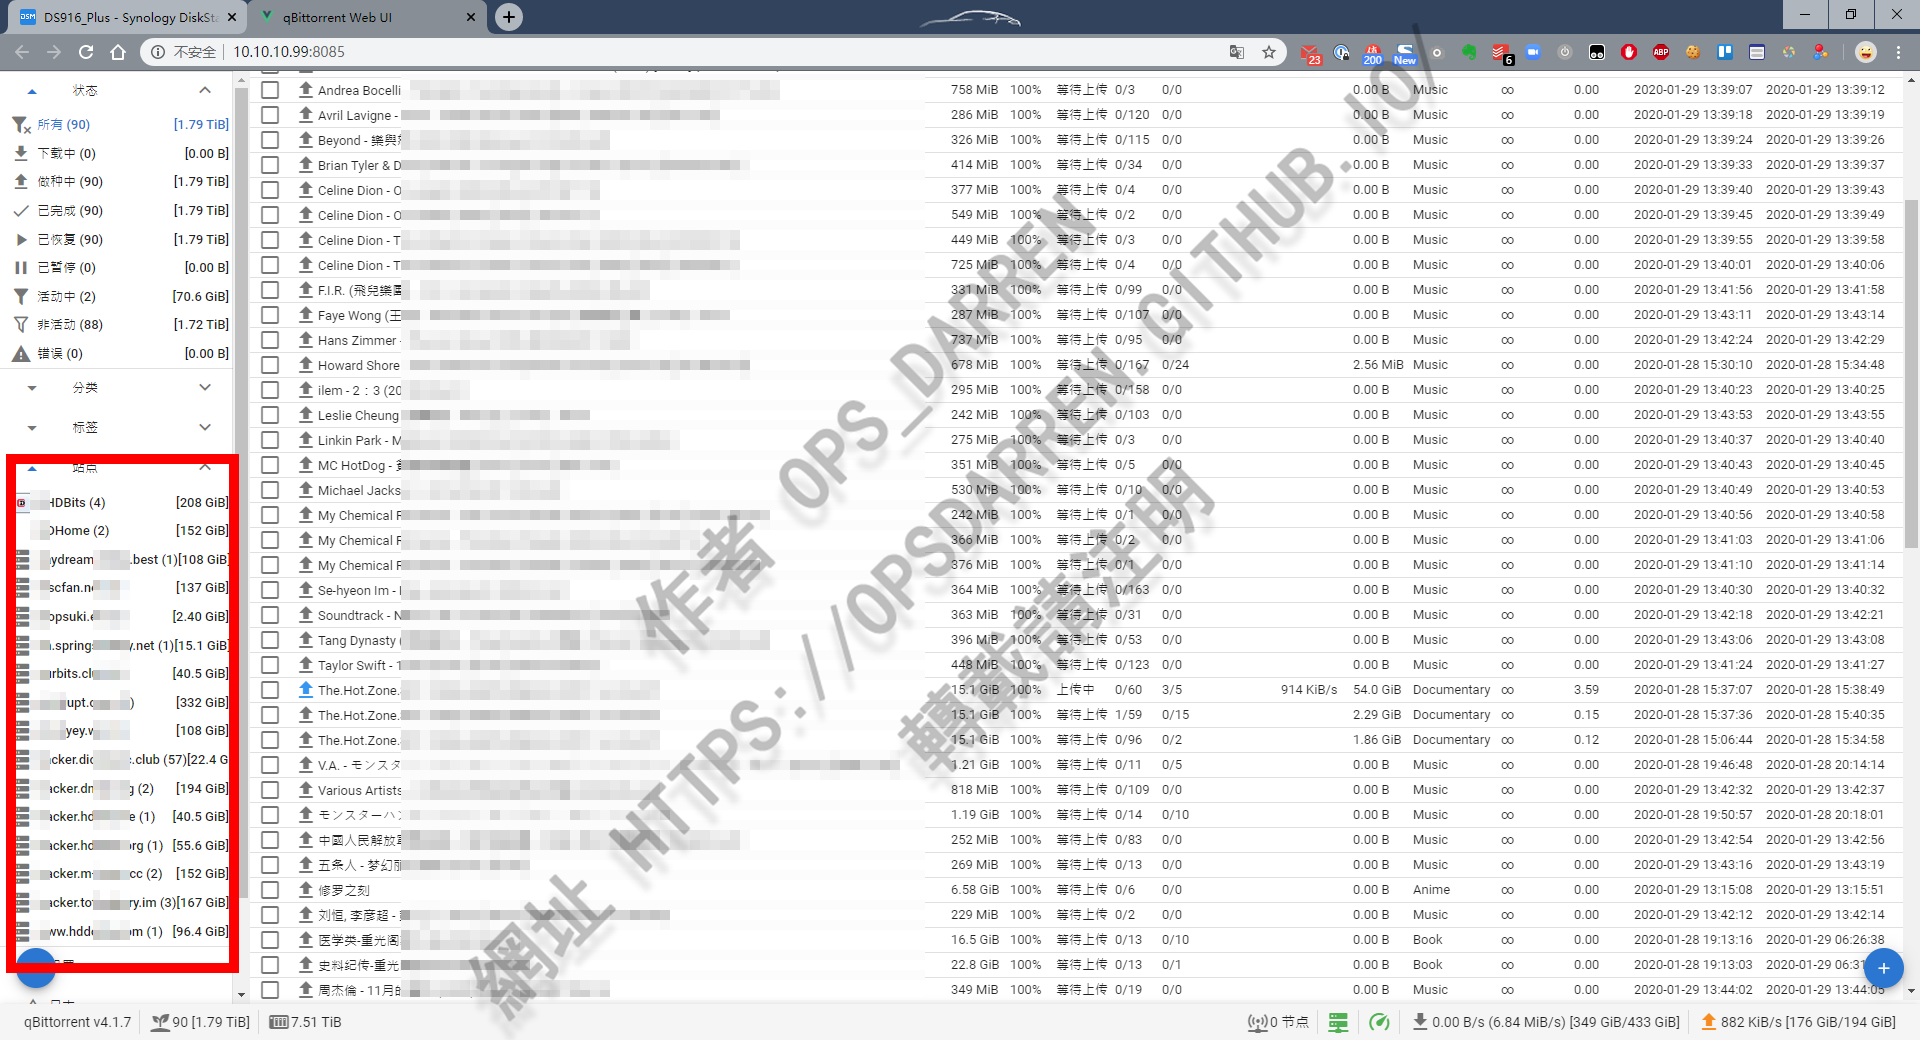 DS916_Plus - Synology DiskSta
qBittorrent Web UI
不安全 10.10.10.99:8085
23 200 New 6
状态
所有 (90) [1.79 TiB]
下载中 (0) [0.00 B]
做种中 (90) [1.79 TiB]
已完成 (90) [1.79 TiB]
已恢复 (90) [1.79 TiB]
已暂停 (0) [0.00 B]
活动中 (2) [70.6 GiB]
非活动 (88) [1.72 TiB]
错误 (0) [0.00 B]
分类
标签
站点
HDBits (4) [208 GiB]
Home (2) [152 GiB]
ydream .best (1)[108 GiB]
scfan.n [137 GiB]
opsuki. [2.40 GiB]
.springs y.net (1)[15.1 GiB]
rbits.clu [40.5 GiB]
upt. ) [332 GiB]
yey.w [108 GiB]
acker.dic c.club (57)[22.4 G
acker.dn g (2) [194 GiB]
acker.hd e (1) [40.5 GiB]
acker.hd org (1) [55.6 GiB]
acker.m- cc (2) [152 GiB]
acker.to ry.im (3)[167 GiB]
ww.hdd om (1) [96.4 GiB]
Andrea Bocelli 758 MiB 100% 等待上传 0/3 0/0 0.00 B Music ∞ 0.00 2020-01-29 13:39:07 2020-01-29 13:39:12
Avril Lavigne - 286 MiB 100% 等待上传 0/120 0/0 0.00 B Music ∞ 0.00 2020-01-29 13:39:18 2020-01-29 13:39:19
Beyond - 樂與 326 MiB 100% 等待上传 0/115 0/0 0.00 B Music ∞ 0.00 2020-01-29 13:39:24 2020-01-29 13:39:26
Brian Tyler & D 414 MiB 100% 等待上传 0/34 0/0 0.00 B Music ∞ 0.00 2020-01-29 13:39:33 2020-01-29 13:39:37
Celine Dion - O 377 MiB 100% 等待上传 0/4 0/0 0.00 B Music ∞ 0.00 2020-01-29 13:39:40 2020-01-29 13:39:43
Celine Dion - O 549 MiB 100% 等待上传 0/2 0/0 0.00 B Music ∞ 0.00 2020-01-29 13:39:45 2020-01-29 13:39:49
Celine Dion - T 449 MiB 100% 等待上传 0/3 0/0 0.00 B Music ∞ 0.00 2020-01-29 13:39:55 2020-01-29 13:39:58
Celine Dion - T 725 MiB 100% 等待上传 0/4 0/0 0.00 B Music ∞ 0.00 2020-01-29 13:40:01 2020-01-29 13:40:06
F.I.R. (飛兒樂團 331 MiB 100% 等待上传 0/99 0/0 0.00 B Music ∞ 0.00 2020-01-29 13:41:56 2020-01-29 13:41:58
Faye Wong (王 287 MiB 100% 等待上传 0/107 0/0 0.00 B Music ∞ 0.00 2020-01-29 13:43:11 2020-01-29 13:43:14
Hans Zimmer - 737 MiB 100% 等待上传 0/95 0/0 0.00 B Music ∞ 0.00 2020-01-29 13:42:24 2020-01-29 13:42:29
Howard Shore 678 MiB 100% 等待上传 0/167 0/24 2.56 MiB Music ∞ 0.00 2020-01-28 15:30:10 2020-01-28 15:34:48
ilem - 2：3 (20 295 MiB 100% 等待上传 0/158 0/0 0.00 B Music ∞ 0.00 2020-01-29 13:40:23 2020-01-29 13:40:25
Leslie Cheung 242 MiB 100% 等待上传 0/103 0/0 0.00 B Music ∞ 0.00 2020-01-29 13:43:53 2020-01-29 13:43:55
Linkin Park - M 275 MiB 100% 等待上传 0/3 0/0 0.00 B Music ∞ 0.00 2020-01-29 13:40:37 2020-01-29 13:40:40
MC HotDog - 351 MiB 100% 等待上传 0/5 0/0 0.00 B Music ∞ 0.00 2020-01-29 13:40:43 2020-01-29 13:40:45
Michael Jacks 530 MiB 100% 等待上传 0/10 0/0 0.00 B Music ∞ 0.00 2020-01-29 13:40:49 2020-01-29 13:40:53
My Chemical R 242 MiB 100% 等待上传 0/1 0/0 0.00 B Music ∞ 0.00 2020-01-29 13:40:56 2020-01-29 13:40:58
My Chemical R 366 MiB 100% 等待上传 0/2 0/0 0.00 B Music ∞ 0.00 2020-01-29 13:41:03 2020-01-29 13:41:06
My Chemical R 376 MiB 100% 等待上传 0/1 0/0 0.00 B Music ∞ 0.00 2020-01-29 13:41:10 2020-01-29 13:41:14
Se-hyeon Im - 364 MiB 100% 等待上传 0/163 0/0 0.00 B Music ∞ 0.00 2020-01-29 13:40:30 2020-01-29 13:40:32
Soundtrack - N 363 MiB 100% 等待上传 0/31 0/0 0.00 B Music ∞ 0.00 2020-01-29 13:42:18 2020-01-29 13:42:21
Tang Dynasty ( 396 MiB 100% 等待上传 0/53 0/0 0.00 B Music ∞ 0.00 2020-01-29 13:43:06 2020-01-29 13:43:08
Taylor Swift - 1 448 MiB 100% 等待上传 0/123 0/0 0.00 B Music ∞ 0.00 2020-01-29 13:41:24 2020-01-29 13:41:27
The.Hot.Zone. 15.1 GiB 100% 上传中 0/60 3/5 914 KiB/s 54.0 GiB Documentary ∞ 3.59 2020-01-28 15:37:07 2020-01-28 15:38:49
The.Hot.Zone. 15.1 GiB 100% 等待上传 1/59 0/15 2.29 GiB Documentary ∞ 0.15 2020-01-28 15:37:36 2020-01-28 15:40:35
The.Hot.Zone. 15.1 GiB 100% 等待上传 0/96 0/2 1.86 GiB Documentary ∞ 0.12 2020-01-28 15:06:44 2020-01-28 15:34:58
V.A. - モンスタ 1.21 GiB 100% 等待上传 0/11 0/5 0.00 B Music ∞ 0.00 2020-01-28 19:46:48 2020-01-28 20:14:14
Various Artists 818 MiB 100% 等待上传 0/109 0/0 0.00 B Music ∞ 0.00 2020-01-29 13:42:32 2020-01-29 13:42:37
モンスターハン 1.19 GiB 100% 等待上传 0/14 0/10 0.00 B Music ∞ 0.00 2020-01-28 19:50:57 2020-01-28 20:18:01
中國人民解放軍 252 MiB 100% 等待上传 0/83 0/0 0.00 B Music ∞ 0.00 2020-01-29 13:42:54 2020-01-29 13:42:56
五条人 - 梦幻丽 269 MiB 100% 等待上传 0/13 0/0 0.00 B Music ∞ 0.00 2020-01-29 13:43:16 2020-01-29 13:43:19
修罗之刻 6.58 GiB 100% 等待上传 0/6 0/0 0.00 B Anime ∞ 0.00 2020-01-29 13:15:08 2020-01-29 13:15:51
刘恒, 李彦超 - 229 MiB 100% 等待上传 0/2 0/0 0.00 B Music ∞ 0.00 2020-01-29 13:42:12 2020-01-29 13:42:14
医学类-重光阁 16.5 GiB 100% 等待上传 0/13 0/10 0.00 B Book ∞ 0.00 2020-01-28 19:13:16 2020-01-29 06:26:38
史料纪传-重光 22.8 GiB 100% 等待上传 0/13 0/1 0.00 B Book ∞ 0.00 2020-01-28 19:13:03 2020-01-29 06:31
周杰倫 - 11月的 349 MiB 100% 等待上传 0/19 0/0 0.00 B Music ∞ 0.00 2020-01-29 13:44:02 2020-01-29 13:44:05
作者 OPS_DARREN
網址 HTTPS://OPSDARREN.GITHUB.IO/
轉載請注明
qBittorrent v4.1.7 90 [1.79 TiB] 7.51 TiB 0 节点 0.00 B/s (6.84 MiB/s) [349 GiB/433 GiB] 882 KiB/s [176 GiB/194 GiB]